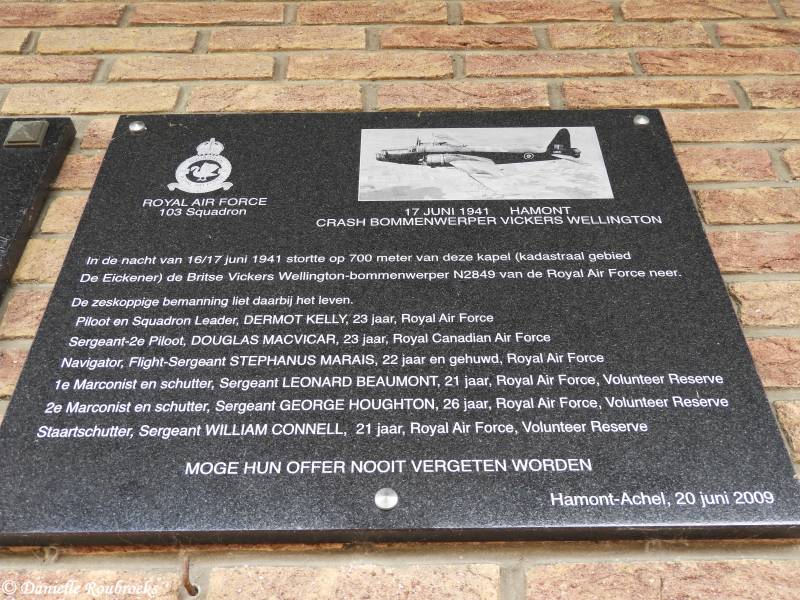 ROYAL AIR FORCE
103 Squadron
17 JUNI 1941 HAMONT
CRASH BOMMENWERPER VICKERS WELLINGTON
In de nacht van 16/17 juni 1941 stortte op 700 meter van deze kapel (kadastraal gebied
De Eickener) de Britse Vickers Wellington-bommenwerper N2849 van de Royal Air Force neer.
De zeskoppige bemanning liet daarbij het leven.
Piloot en Squadron Leader, DERMOT KELLY, 23 jaar, Royal Air Force
Sergeant-2e Piloot, DOUGLAS MACVICAR, 23 jaar, Royal Canadian Air Force
Navigator, Flight-Sergeant STEPHANUS MARAIS, 22 jaar en gehuwd, Royal Air Force
1e Marconist en schutter, Sergeant LEONARD BEAUMONT, 21 jaar, Royal Air Force, Volunteer Reserve
2e Marconist en schutter, Sergeant GEORGE HOUGHTON, 26 jaar, Royal Air Force, Volunteer Reserve
Staartschutter, Sergeant WILLIAM CONNELL, 21 jaar, Royal Air Force, Volunteer Reserve
MOGE HUN OFFER NOOIT VERGETEN WORDEN
Hamont-Achel, 20 juni 2009
© Danielle Roubroeks